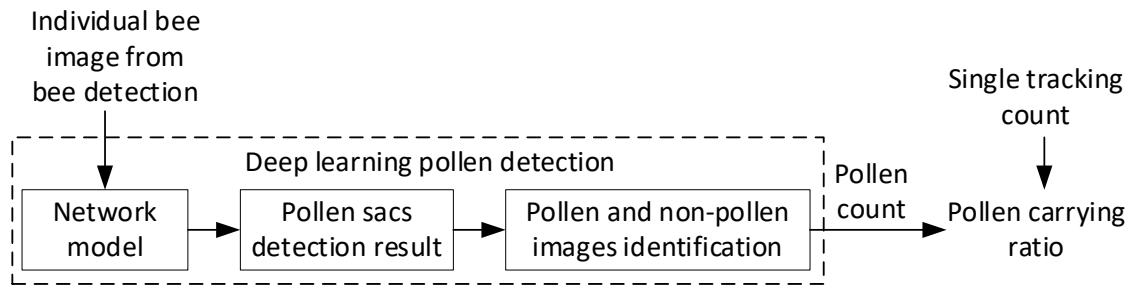 Individual bee
image from
bee detection
Single tracking
count
Deep learning pollen detection
Network
model
Pollen sacs
detection result
Pollen and non-pollen
images identification
Pollen
count
Pollen carrying
ratio